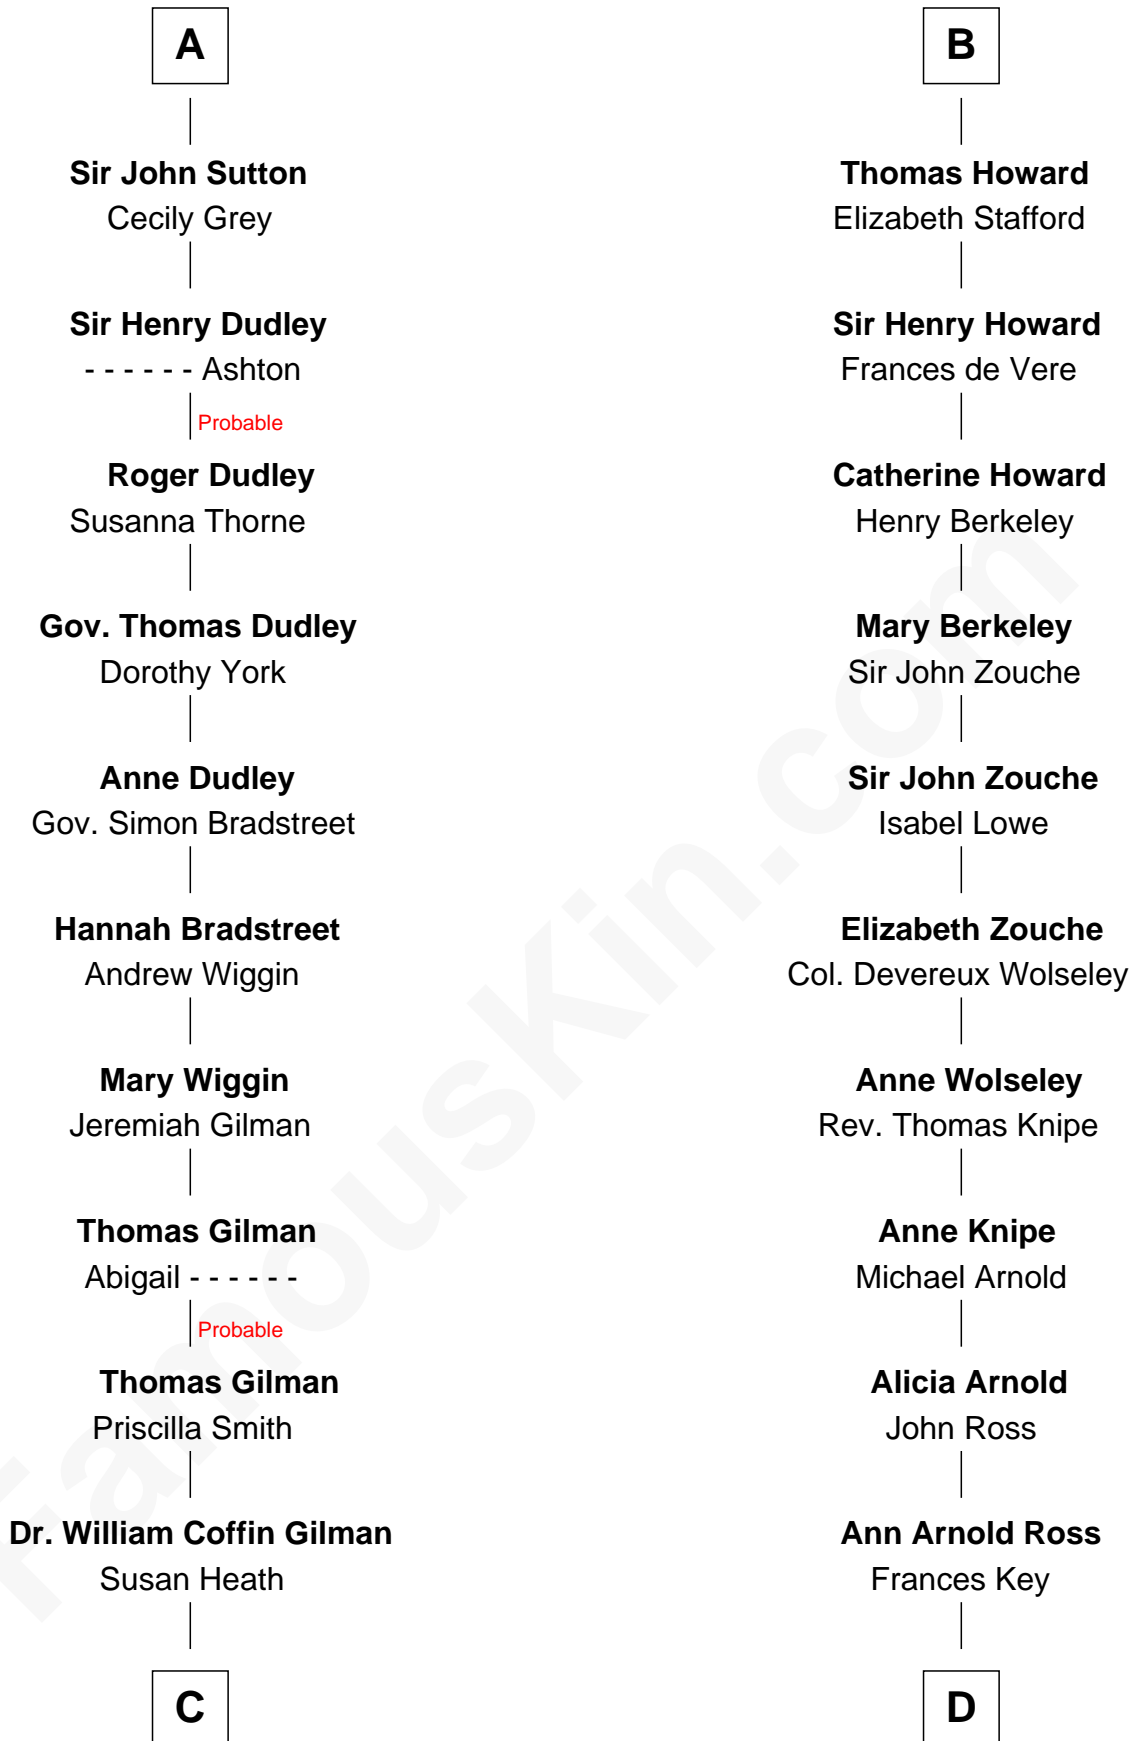 A
Sir John Sutton
Cecily Grey
Sir Henry Dudley
- - - - - - Ashton
Probable
Roger Dudley
Susanna Thorne
Gov. Thomas Dudley
Dorothy York
Anne Dudley
Gov. Simon Bradstreet
Hannah Bradstreet
Andrew Wiggin
Mary Wiggin
Jeremiah Gilman
Thomas Gilman
Abigail - - - - - -
Probable
Thomas Gilman
Priscilla Smith
Dr. William Coffin Gilman
Susan Heath
C
B
Thomas Howard
Elizabeth Stafford
Sir Henry Howard
Frances de Vere
Catherine Howard
Henry Berkeley
Mary Berkeley
Sir John Zouche
Sir John Zouche
Isabel Lowe
Elizabeth Zouche
Col. Devereux Wolseley
Anne Wolseley
Rev. Thomas Knipe
Anne Knipe
Michael Arnold
Alicia Arnold
John Ross
Ann Arnold Ross
Frances Key
D
FamousKin.com